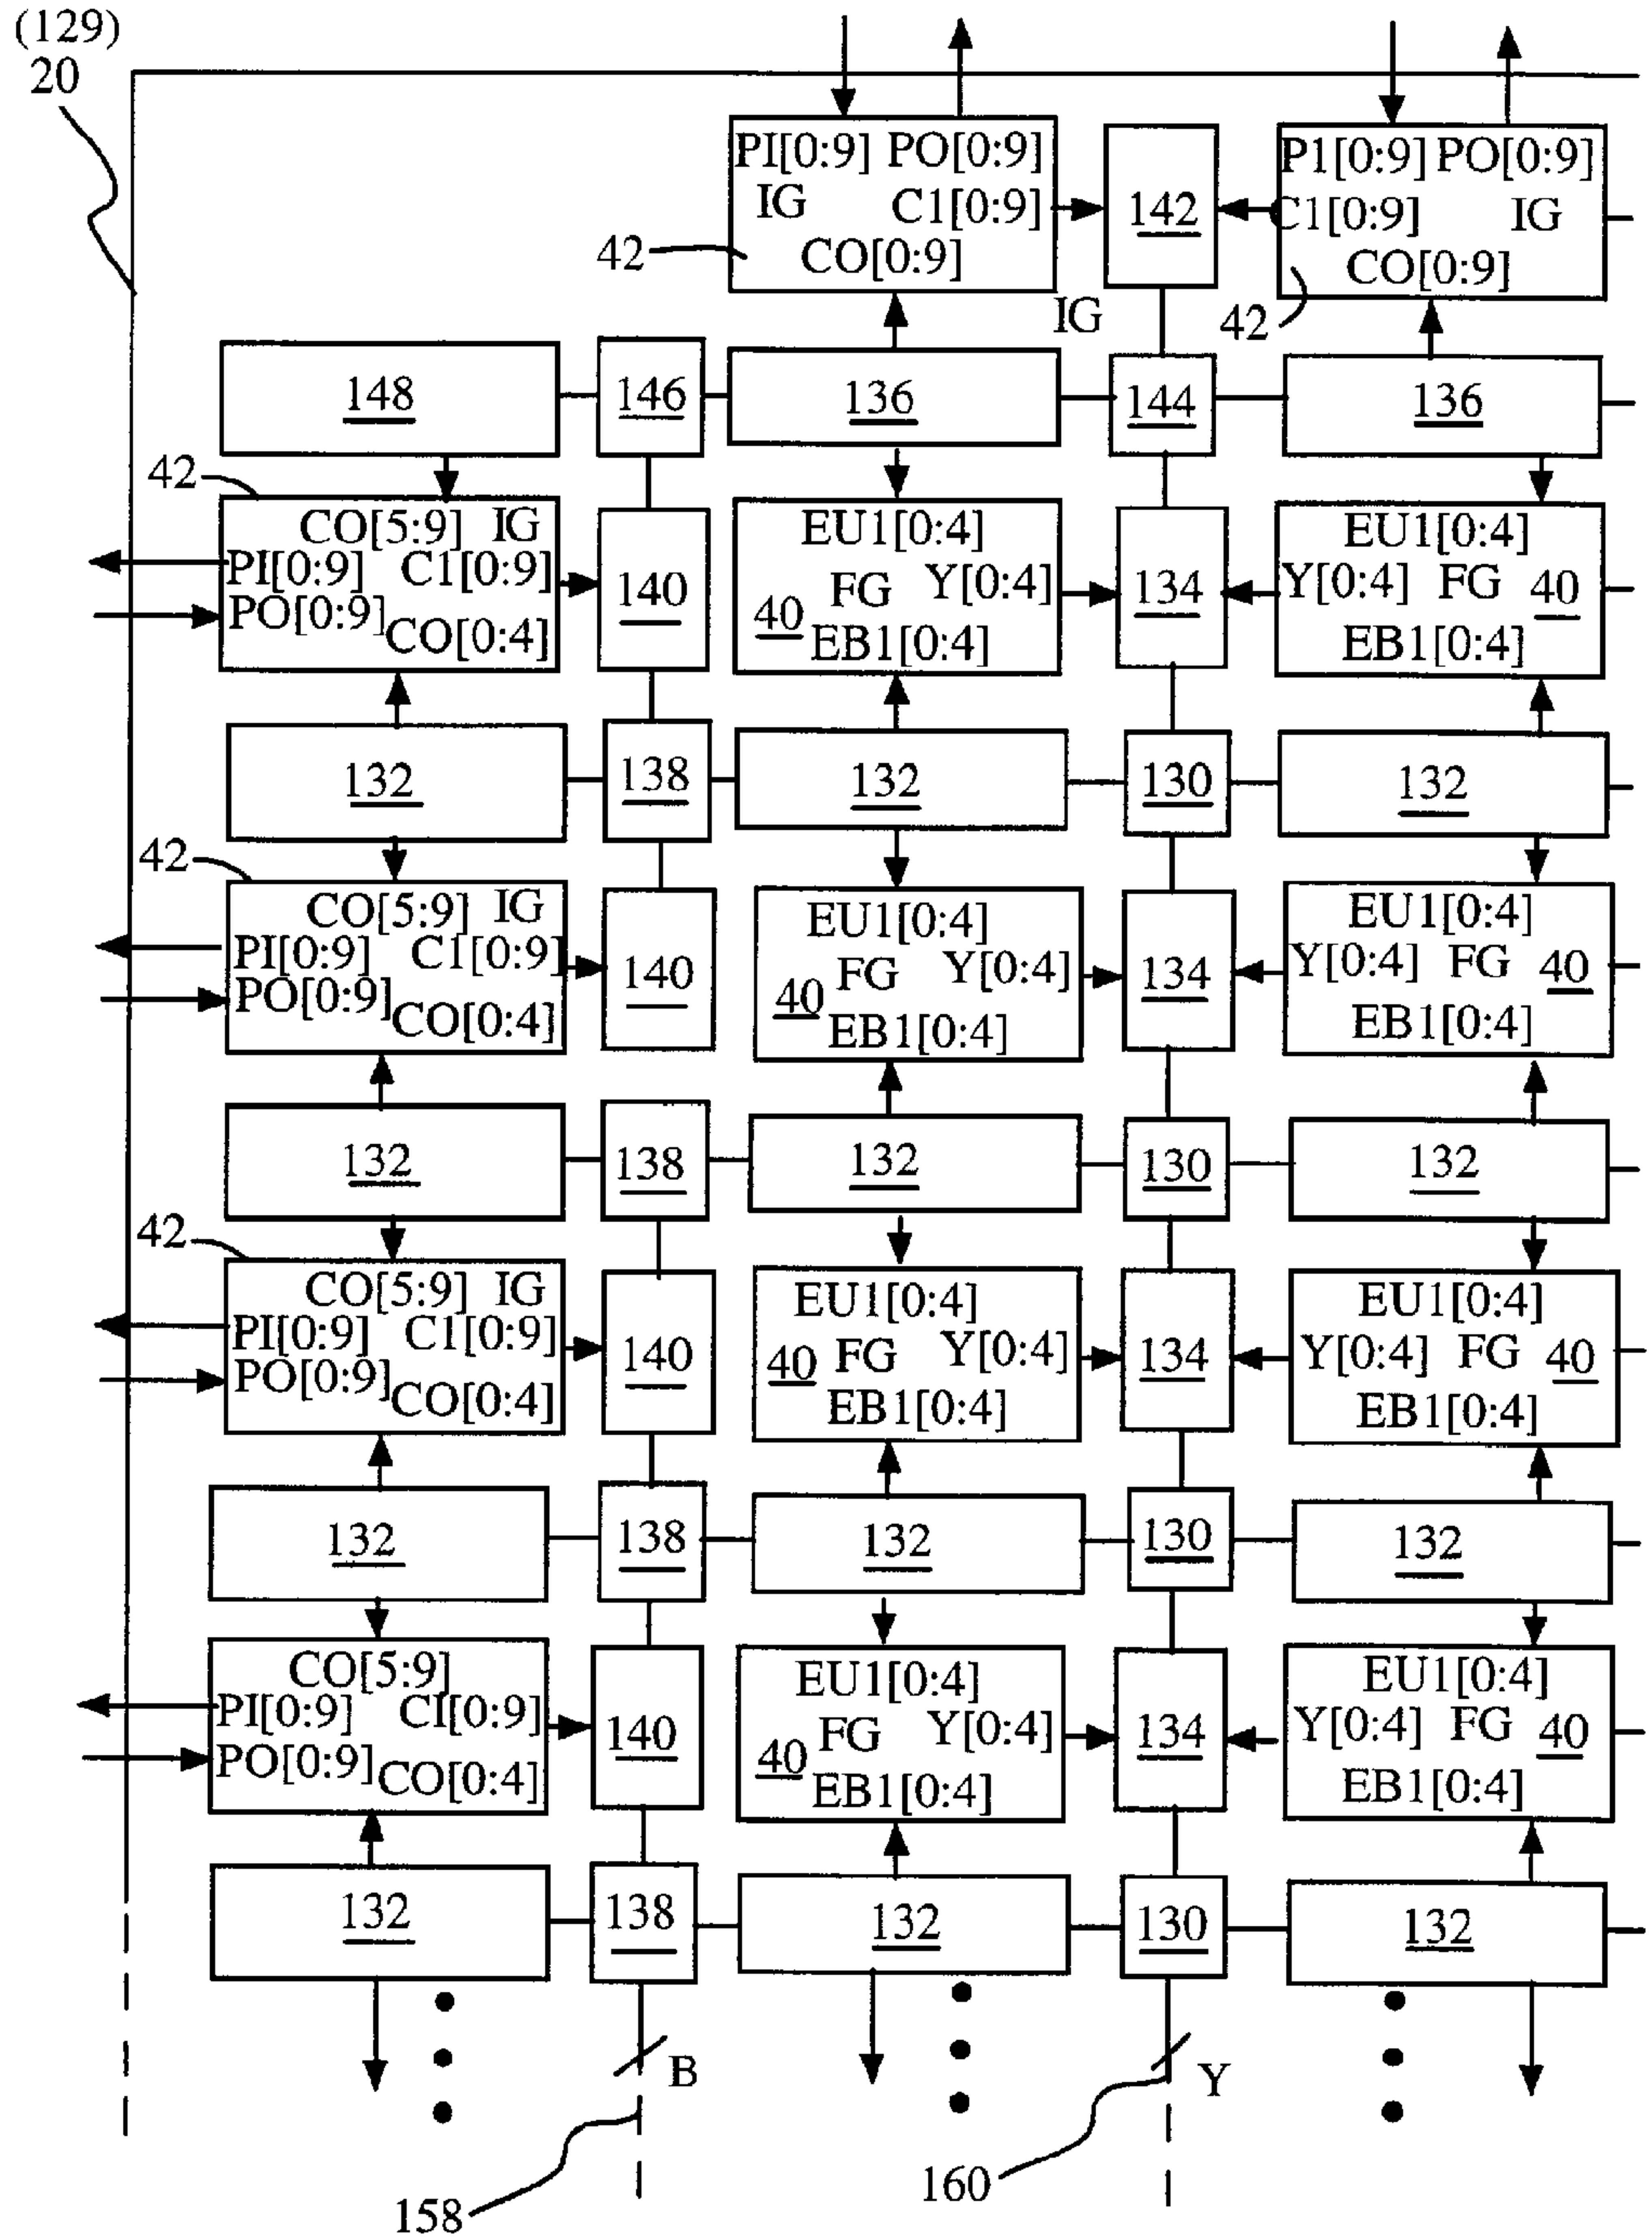 (129)
20
PI[0:9] PO[0:9]
IG C1[0:9]
CO[0:9]
42
142
P1[0:9] PO[0:9]
C1[0:9] IG
CO[0:9]
42
IG
148
146
136
144
136
42
CO[5:9] IG
PI[0:9] C1[0:9]
PO[0:9] CO[0:4]
140
EU1[0:4]
FG Y[0:4]
40
EB1[0:4]
134
EU1[0:4]
Y[0:4] FG 40
EB1[0:4]
132
138
132
130
132
42
CO[5:9] IG
PI[0:9] C1[0:9]
PO[0:9] CO[0:4]
140
EU1[0:4]
FG Y[0:4]
40
EB1[0:4]
134
EU1[0:4]
Y[0:4] FG 40
EB1[0:4]
132
138
132
130
132
42
CO[5:9] IG
PI[0:9] C1[0:9]
PO[0:9] CO[0:4]
140
EU1[0:4]
40 FG Y[0:4]
EB1[0:4]
134
EU1[0:4]
Y[0:4] FG 40
EB1[0:4]
132
138
132
130
132
CO[5:9]
PI[0:9] CI[0:9]
PO[0:9] CO[0:4]
140
EU1[0:4]
FG Y[0:4]
40
EB1[0:4]
134
EU1[0:4]
Y[0:4] FG 40
EB1[0:4]
132
138
132
130
132
B
Y
158
160